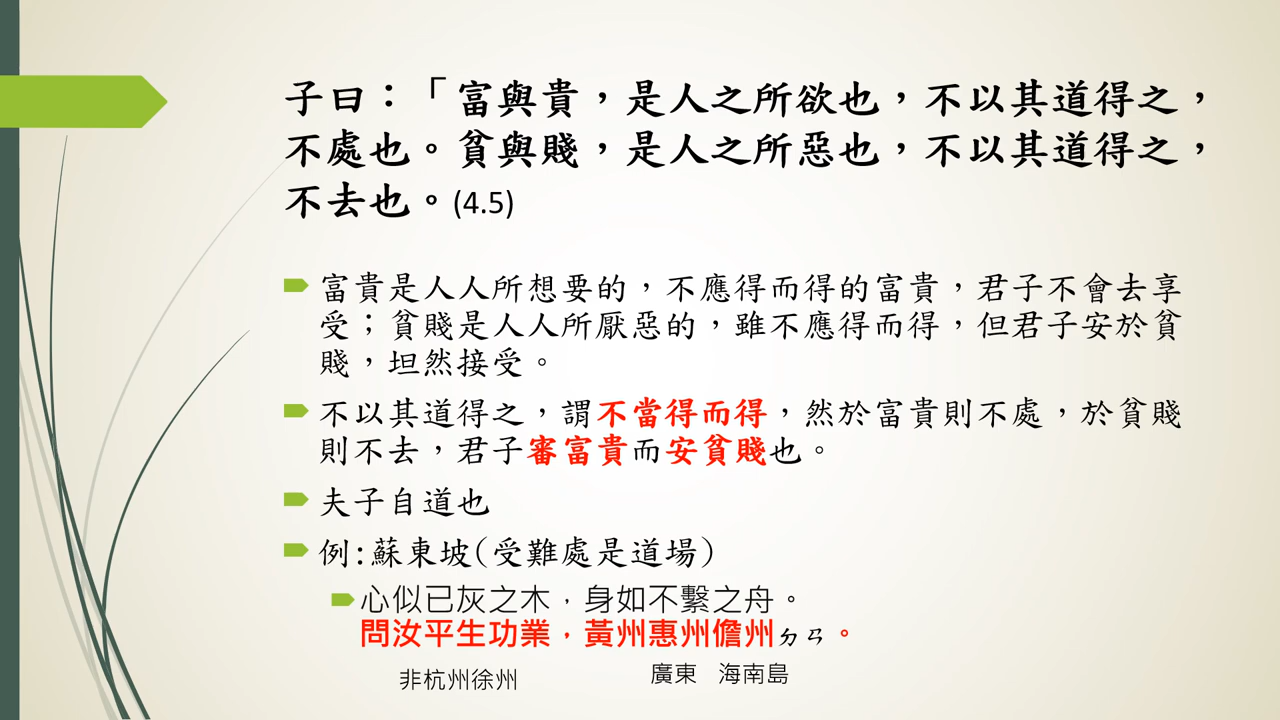 子曰：「富與貴，是人之所欲也，不以其道得之，
不處也。貧與賤，是人之所惡也，不以其道得之，
不去也。(4.5)
富貴是人人所想要的，不應得而得的富貴，君子不會去享
受；貧賤是人人所厭惡的，雖不應得而得，但君子安於貧
賤，坦然接受。
不以其道得之，謂不當得而得，然於富貴則不處，於貧賤
則不去，君子審富貴而安貧賤也。
夫子自道也
例:蘇東坡(受難處是道場)
心似已灰之木，身如不繫之舟。
問汝平生功業，黃州惠州儋州ㄉㄢ。
非杭州徐州
廣東 海南島